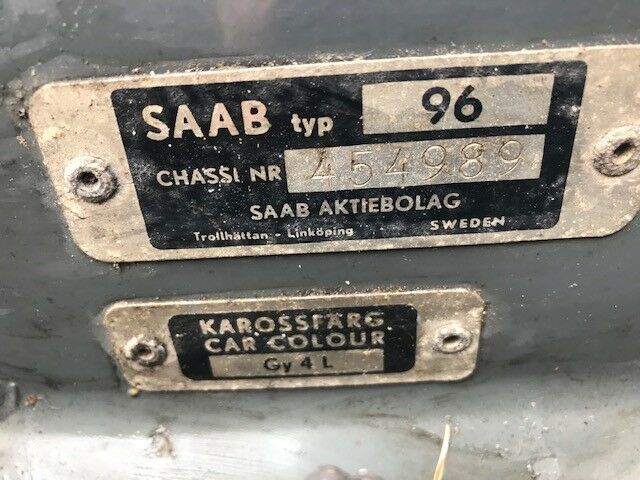 SAAB typ 96
CHASSI NR 454989
SAAB AKTIEBOLAG
Trollhättan - Linköping SWEDEN
KAROSSFÄRG
CAR COLOUR
Gy 4 L